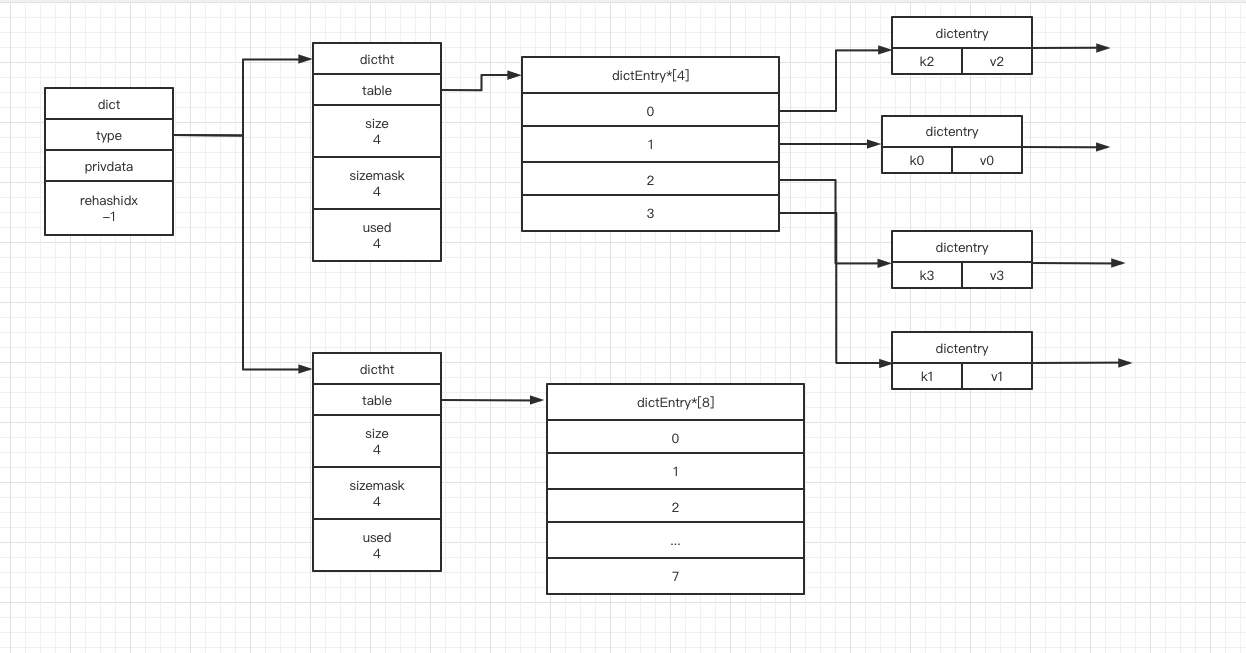 dict
type
privdata
rehashidx
–1
dictht
table
size
4
sizemask
4
used
4
dictEntry*[4]
0
1
2
3
dictentry
k2 v2
dictentry
k0 v0
dictentry
k3 v3
dictentry
k1 v1
dictht
table
size
4
sizemask
4
used
4
dictEntry*[8]
0
1
2
...
7